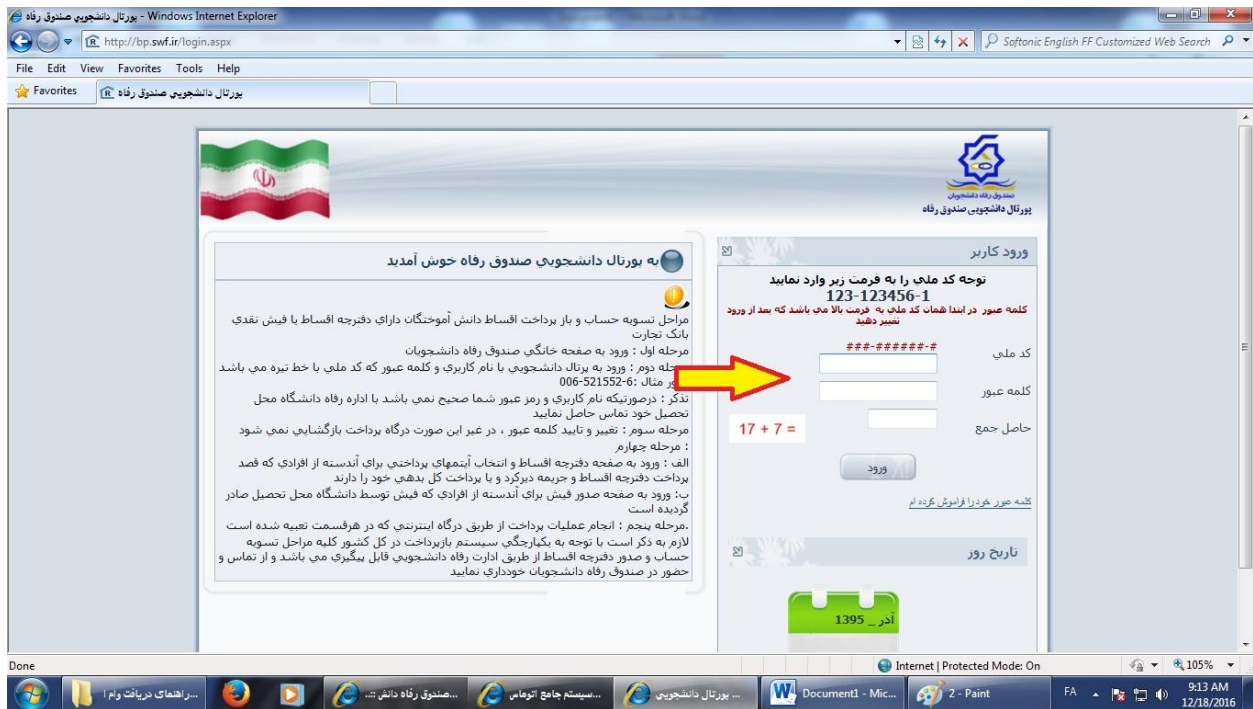 پورتال دانشجویی صندوق رفاه - Windows Internet Explorer
http://bp.swf.ir/login.aspx
Softonic English FF Customized Web Search
File Edit View Favorites Tools Help
Favorites
پورتال دانشجویی صندوق رفاه
صندوق رفاه دانشجویان
پورتال دانشجویی صندوق رفاه
ورود کاربر
توجه کد ملي را به فرمت زير وارد نماييد
123-123456-1
کلمه عبور در ابتدا همان کد ملي به فرمت بالا مي باشد که بعد از ورود
تغيير دهيد
###-######-#
کد ملي
کلمه عبور
حاصل جمع
17 + 7 =
ورود
کلمه عبور خود را فراموش کرده ام
تاريخ روز
آذر _ 1395
به پورتال دانشجويي صندوق رفاه خوش آمديد
مراحل تسويه حساب و باز پرداخت اقساط دانش آموختگان داراي دفترچه اقساط يا فيش نقدي
بانک تجارت
مرحله اول : ورود به صفحه خانگي صندوق رفاه دانشجويان
دوم : ورود به پرتال دانشجويي با نام کاربري و کلمه عبور که کد ملي با خط تيره مي باشد
مثال :6-521552-006
تذکر : درصورتيکه نام کاربري و رمز عبور شما صحيح نمي باشد با اداره رفاه دانشگاه محل
تحصيل خود تماس حاصل نماييد
مرحله سوم : تغيير و تاييد کلمه عبور ، در غير اين صورت درگاه پرداخت بازگشايي نمي شود
: مرحله چهارم
الف : ورود به صفحه دفترچه اقساط و انتخاب آيتمهاي پرداختي براي آندسته از افرادي که قصد
پرداخت دفترچه اقساط و جريمه ديرکرد و يا پرداخت کل بدهي خود را دارند
ب: ورود به صفحه صدور فيش براي آندسته از افرادي که فيش توسط دانشگاه محل تحصيل صادر
گرديده است
.مرحله پنجم : انجام عمليات پرداخت از طريق درگاه اينترنتي که در هرقسمت تعبيه شده است
لازم به ذکر است با توجه به يکپارچگي سيستم بازپرداخت در کل کشور کليه مراحل تسويه
حساب و صدور دفترچه اقساط از طريق ادارت رفاه دانشجويي قابل پيگيري مي باشد و از تماس و
حضور در صندوق رفاه دانشجويان خودداري نماييد
Done
Internet | Protected Mode: On
105%
راهنمای دریافت وام ا...
صندوق رفاه دانش ::...
سیستم جامع اتوماس...
پورتال دانشجویی ...
Document1 - Mic...
2 - Paint
FA
9:13 AM
12/18/2016